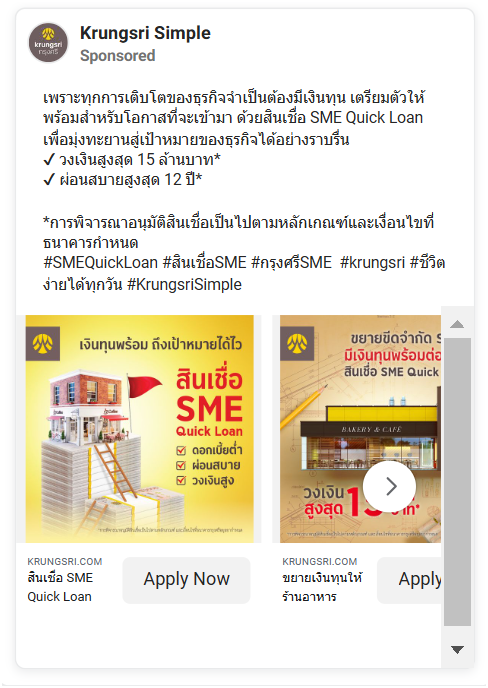 Krungsri Simple
Sponsored
krungsri
กรุงศรี
เพราะทุกการเติบโตของธุรกิจจำเป็นต้องมีเงินทุน เตรียมตัวให้
พร้อมสำหรับโอกาสที่จะเข้ามา ด้วยสินเชื่อ SME Quick Loan
เพื่อมุ่งทะยานสู่เป้าหมายของธุรกิจได้อย่างราบรื่น
✓ วงเงินสูงสุด 15 ล้านบาท*
✓ ผ่อนสบายสูงสุด 12 ปี*
*การพิจารณาอนุมัติสินเชื่อเป็นไปตามหลักเกณฑ์และเงื่อนไขที่
ธนาคารกำหนด
#SMEQuickLoan #สินเชื่อSME #กรุงศรีSME #krungsri #ชีวิต
ง่ายได้ทุกวัน #KrungsriSimple
เงินทุนพร้อม ถึงเป้าหมายได้ไว
สินเชื่อ
SME
Quick Loan
ดอกเบี้ยต่ำ
ผ่อนสบาย
วงเงินสูง
KRUNGSRI.COM
สินเชื่อ SME
Quick Loan
Apply Now
ขยายขีดจำกัด S
มีเงินทุนพร้อมต่อ
สินเชื่อ SME Quick
BAKERY & CAFÉ
วงเงิน
สูงสุด 1
KRUNGSRI.COM
ขยายเงินทุนให้
ร้านอาหาร
Apply